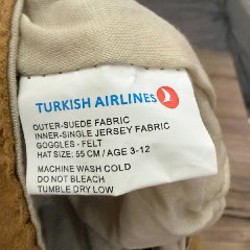 TURKISH AIRLINES
OUTER-SUEDE FABRIC
INNER-SINGLE JERSEY FABRIC
GOGGLES - FELT
HAT SIZE: 55 CM / AGE 3-12
MACHINE WASH COLD
DO NOT BLEACH
TUMBLE DRY LOW